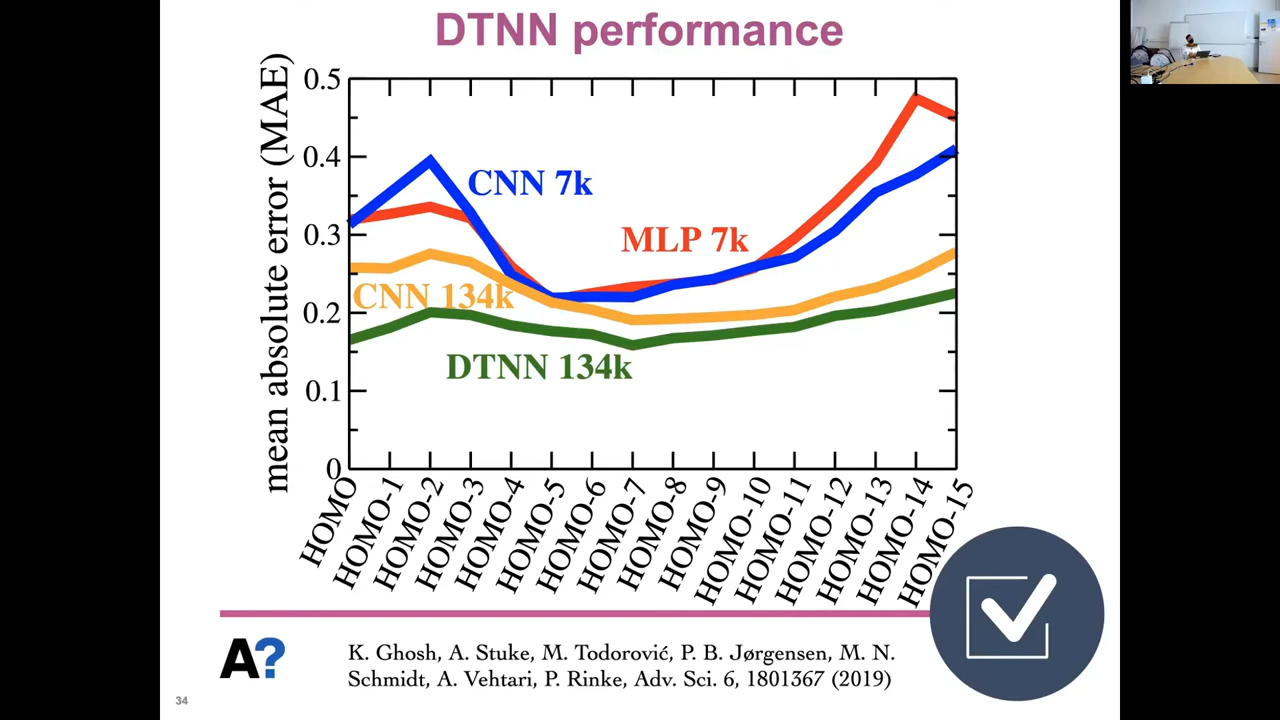 DTNN performance
mean absolute error (MAE)
0.5
0.4
0.3
0.2
0.1
0
CNN 7k
MLP 7k
CNN 134k
DTNN 134k
HOMO
HOMO-1
HOMO-2
HOMO-3
HOMO-4
HOMO-5
HOMO-6
HOMO-7
HOMO-8
HOMO-9
HOMO-10
HOMO-11
HOMO-12
HOMO-13
HOMO-14
HOMO-15
A?
K. Ghosh, A. Stuke, M. Todorović, P. B. Jørgensen, M. N.
Schmidt, A. Vehtari, P. Rinke, Adv. Sci. 6, 1801367 (2019)
34